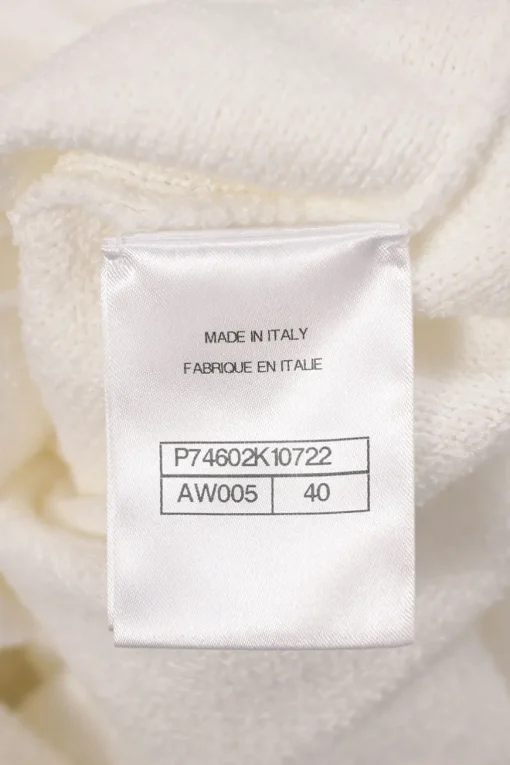 MADE IN ITALY
FABRIQUE EN ITALIE
P74602K10722
AW005 40